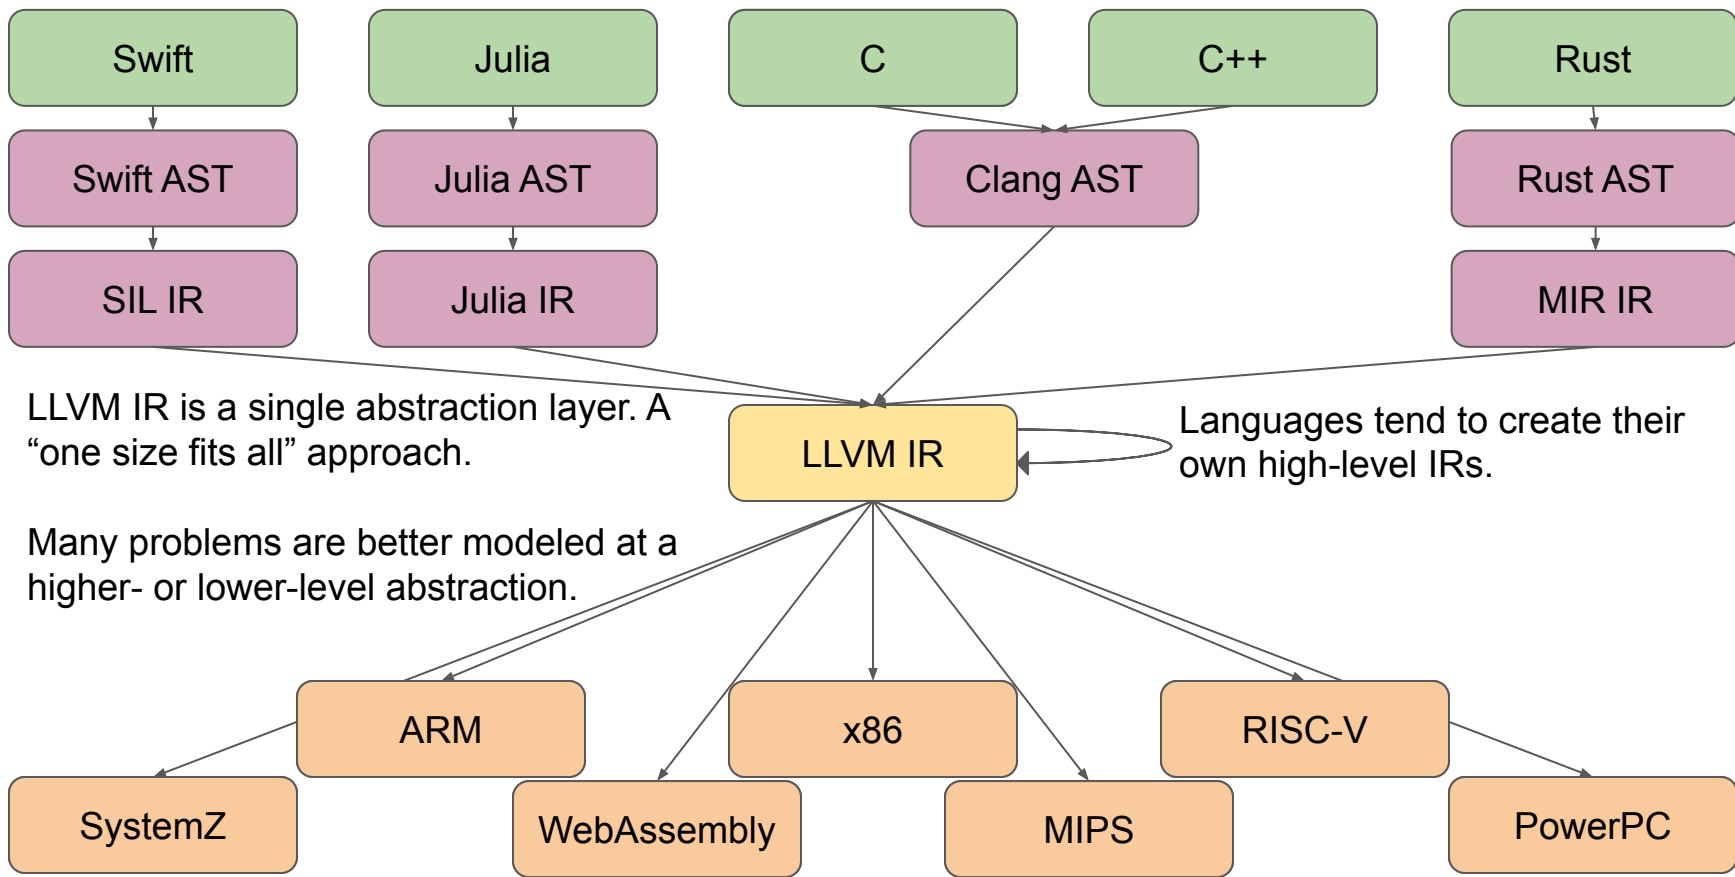 Swift
Julia
C
C++
Rust
Swift AST
Julia AST
Clang AST
Rust AST
SIL IR
Julia IR
MIR IR
LLVM IR is a single abstraction layer. A
“one size fits all” approach.
LLVM IR
Languages tend to create their
own high-level IRs.
Many problems are better modeled at a
higher- or lower-level abstraction.
ARM
x86
RISC-V
SystemZ
WebAssembly
MIPS
PowerPC